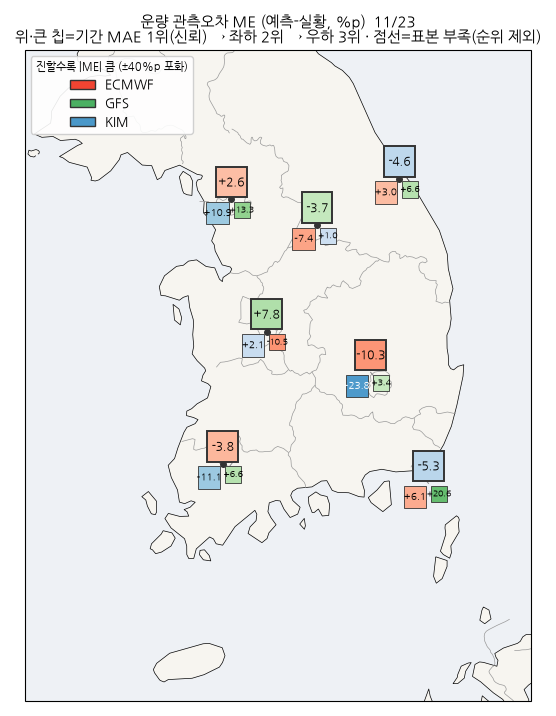 운량 관측오차 ME (예측-실황, %p)  11/23
위·큰 칩=기간 MAE 1위(신뢰)  → 좌하 2위  → 우하 3위 · 점선=표본 부족(순위 제외)
진할수록 |ME| 큼 (±40%p 포화)
ECMWF
GFS
KIM
-4.6
+3.0 +6.6
+2.6
+10.9 +13.3
-3.7
-7.4 +1.0
+7.8
+2.1 -10.5
-10.3
-23.8 +3.4
-3.8
-11.1 +6.6
-5.3
+6.1 +20.6